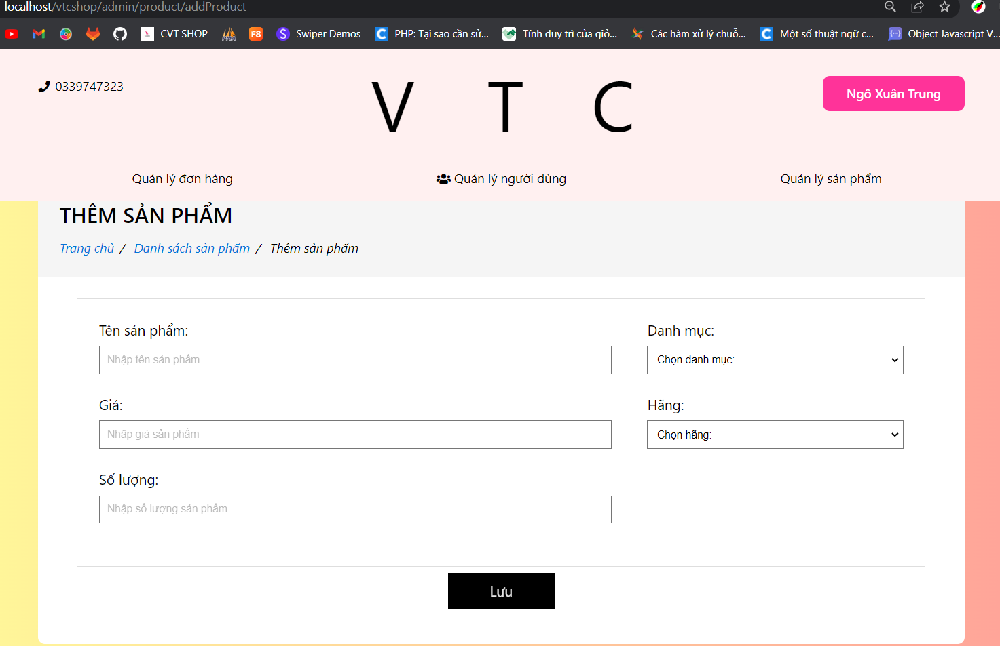 localhost/vtcshop/admin/product/addProduct
CVT SHOP F8 Swiper Demos PHP: Tại sao cần sử... Tính duy trì của giỏ... Các hàm xử lý chuỗ... Một số thuật ngữ c... Object Javascript V...
0339747323
V T C
Ngô Xuân Trung
Quản lý đơn hàng Quản lý người dùng Quản lý sản phẩm
THÊM SẢN PHẨM
Trang chủ / Danh sách sản phẩm / Thêm sản phẩm
Tên sản phẩm: Danh mục:
Nhập tên sản phẩm Chọn danh mục:
Giá: Hãng:
Nhập giá sản phẩm Chọn hãng:
Số lượng:
Nhập số lượng sản phẩm
Lưu